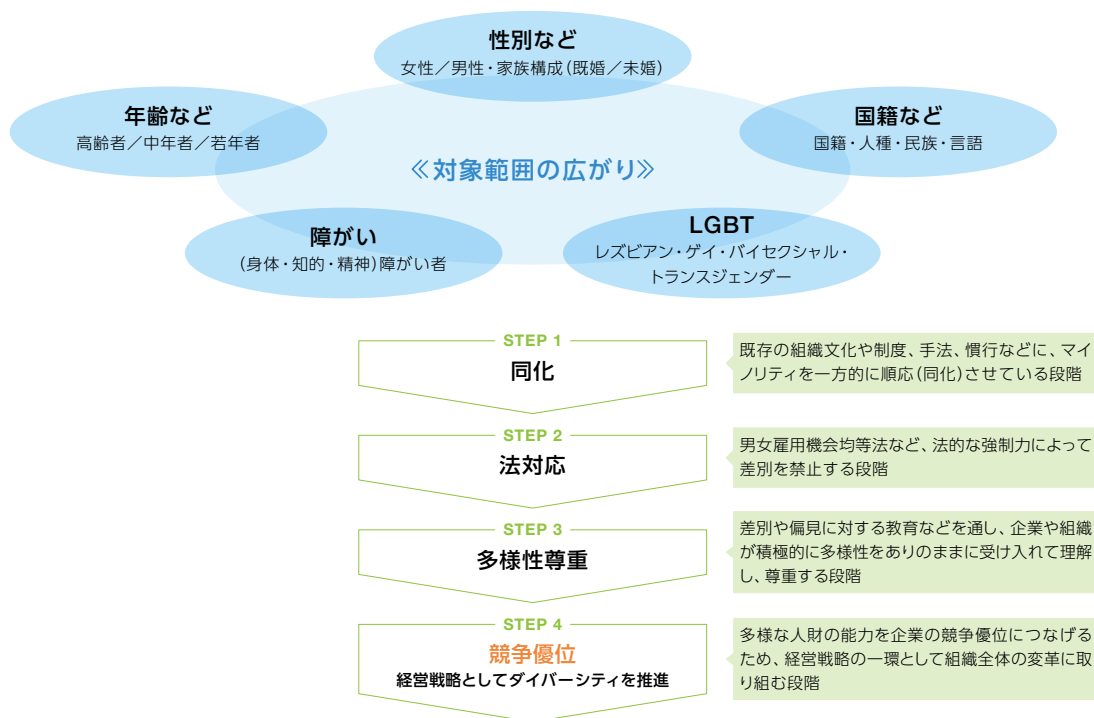 性別など
女性／男性・家族構成（既婚／未婚）
年齢など
高齢者／中年者／若年者
国籍など
国籍・人種・民族・言語
≪対象範囲の広がり≫
障がい
（身体・知的・精神）障がい者
LGBT
レズビアン・ゲイ・バイセクシャル・
トランスジェンダー
STEP 1
同化
既存の組織文化や制度、手法、慣行などに、マイ
ノリティを一方的に順応（同化）させている段階
STEP 2
法対応
男女雇用機会均等法など、法的な強制力によって
差別を禁止する段階
STEP 3
多様性尊重
差別や偏見に対する教育などを通し、企業や組織
が積極的に多様性をありのままに受け入れて理解
し、尊重する段階
STEP 4
競争優位
経営戦略としてダイバーシティを推進
多様な人財の能力を企業の競争優位につなげる
ため、経営戦略の一環として組織全体の変革に取
り組む段階